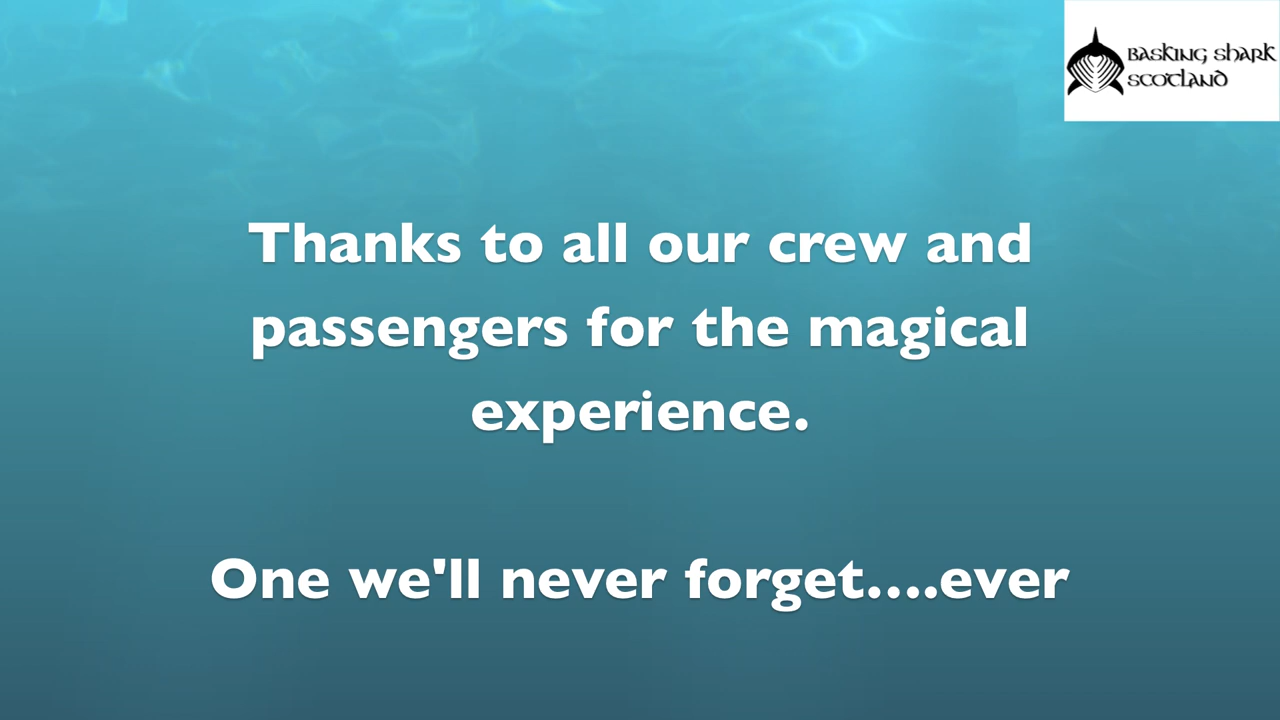 BASKING SHARK
SCOTLAND
Thanks to all our crew and
passengers for the magical
experience.
One we'll never forget....ever